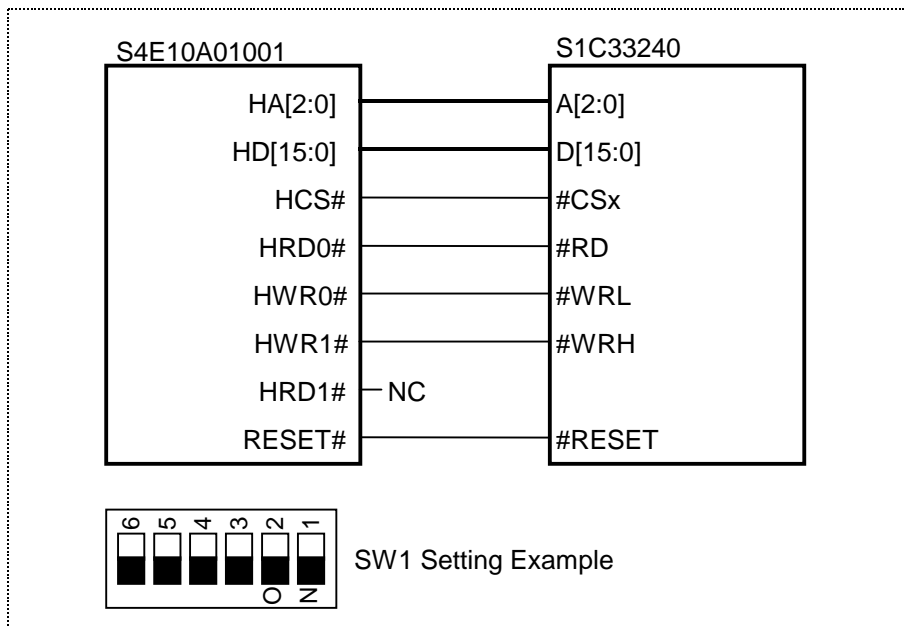 S4E10A01001
S1C33240
HA[2:0]
A[2:0]
HD[15:0]
D[15:0]
HCS#
#CSx
HRD0#
#RD
HWR0#
#WRL
HWR1#
#WRH
HRD1#
NC
RESET#
#RESET
6 5 4 3 2 1
O N
SW1 Setting Example